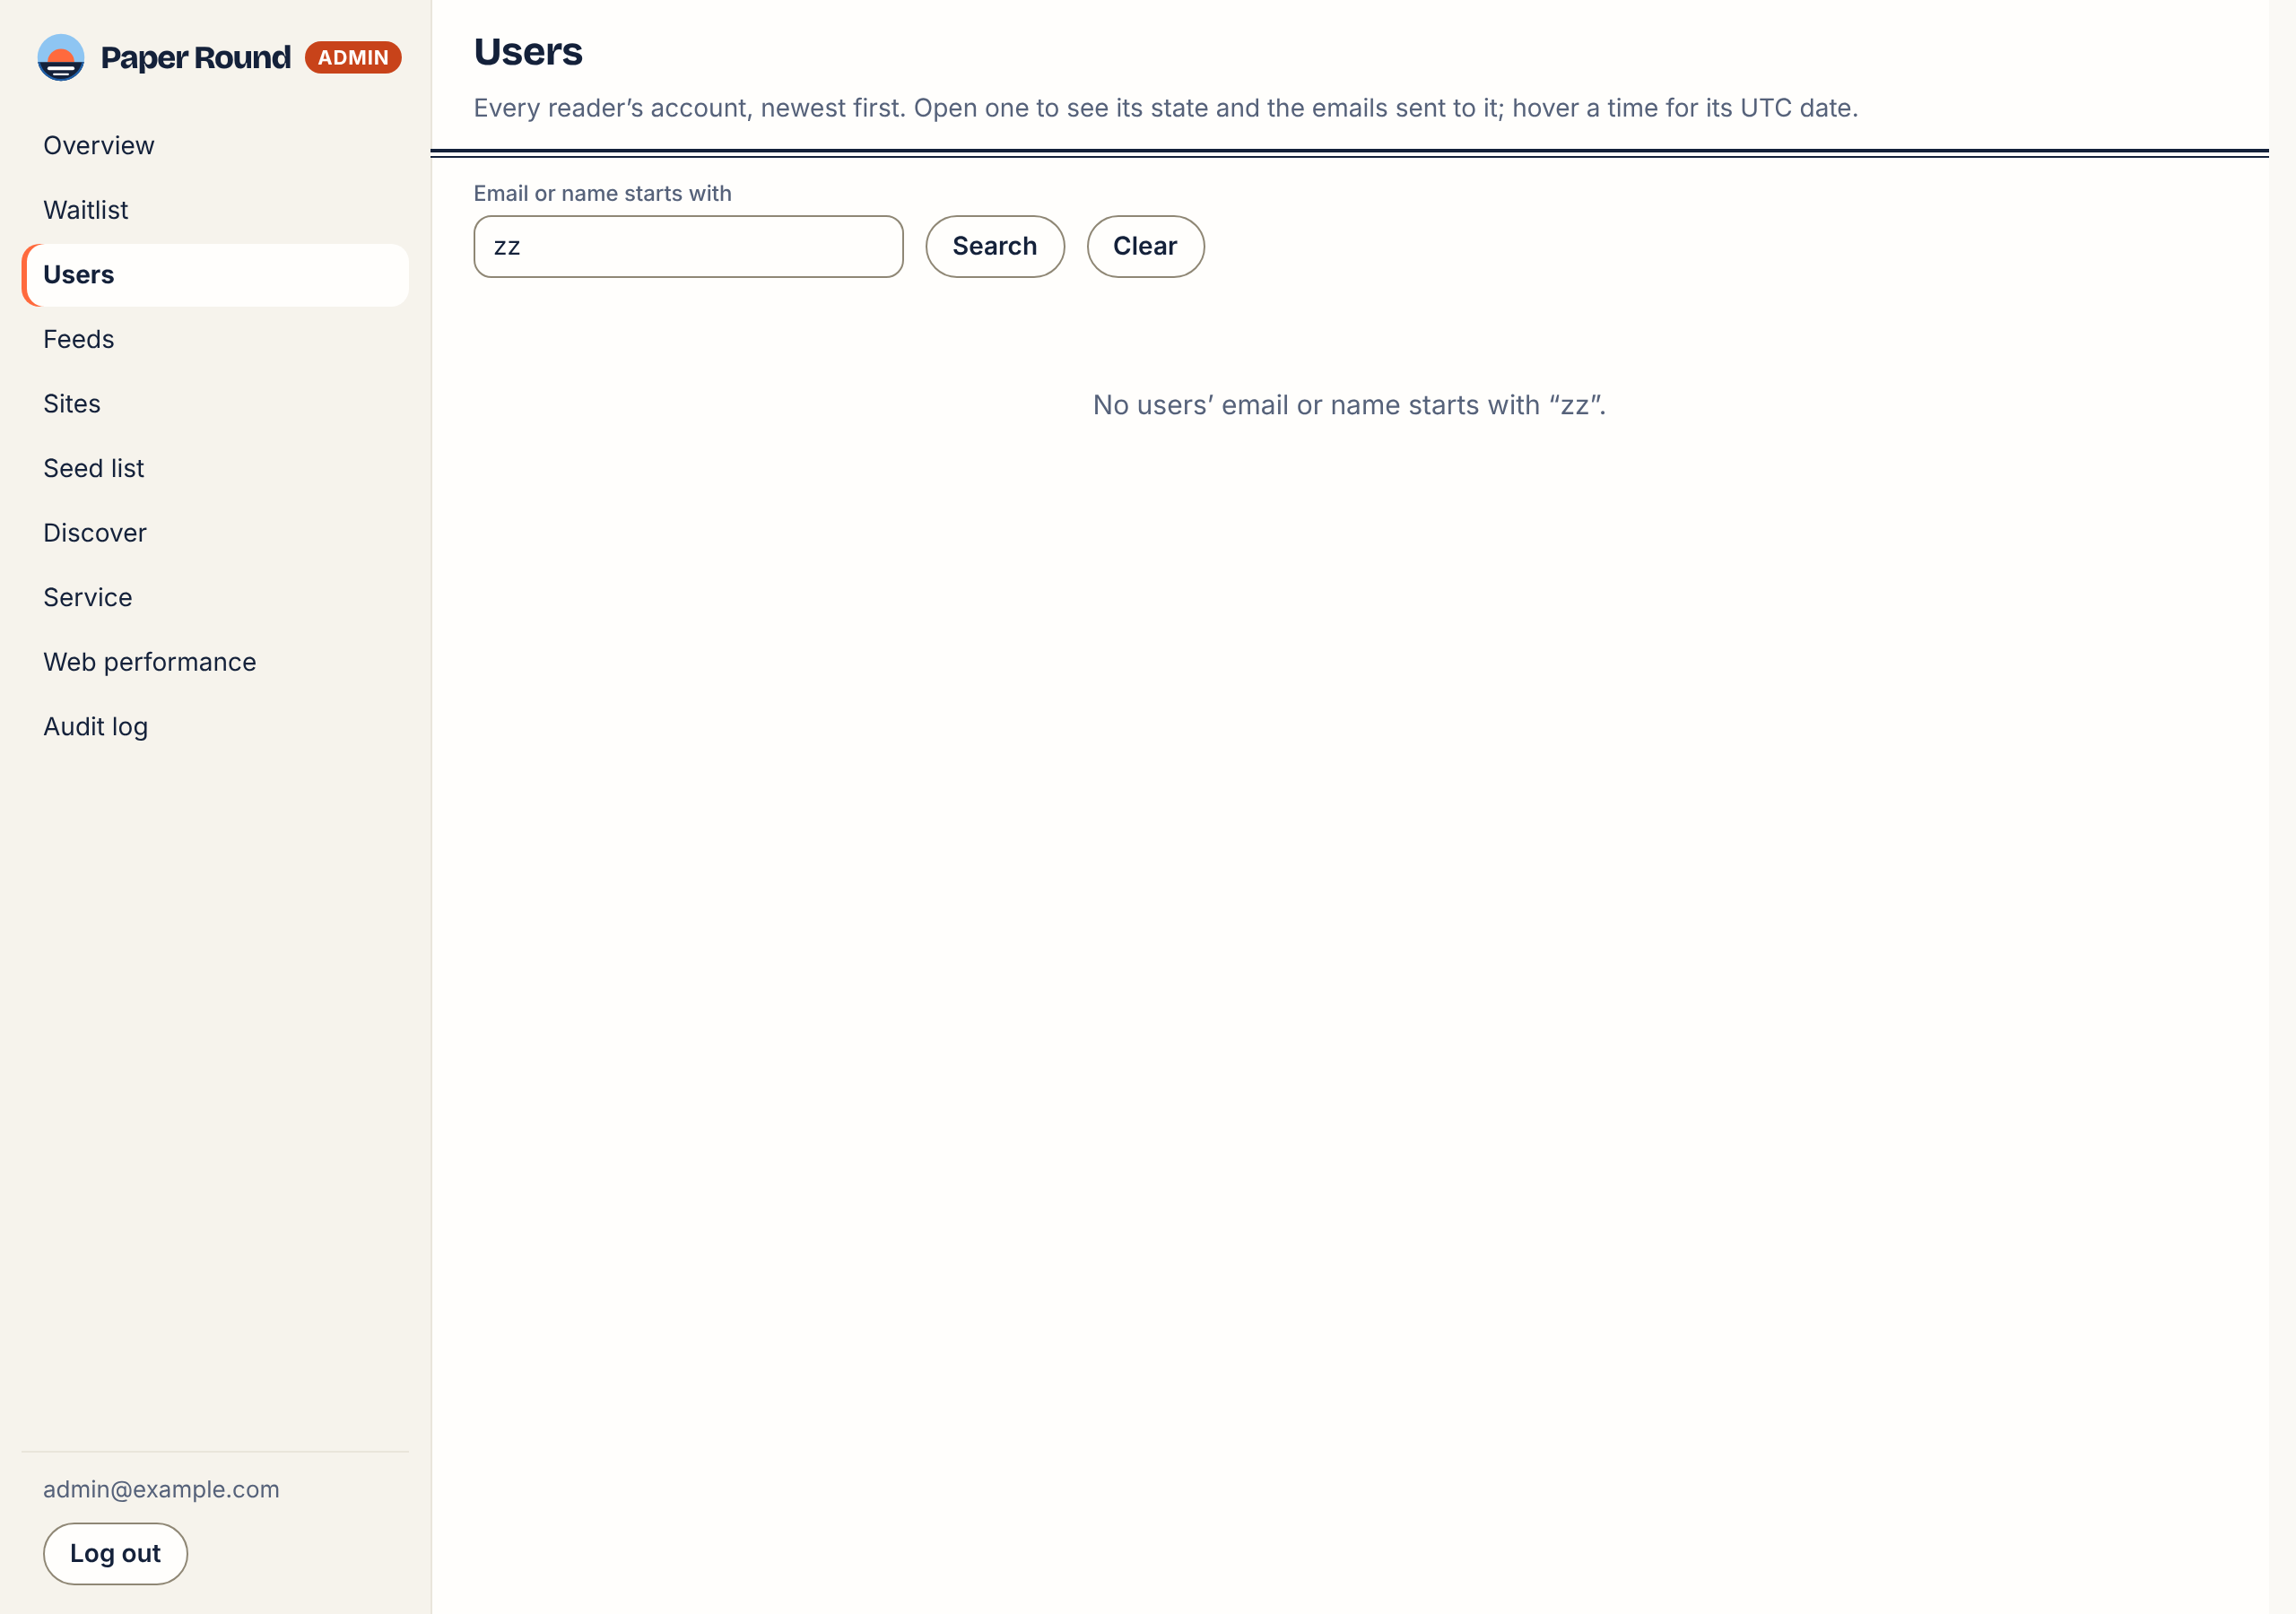 Paper Round ADMIN
Overview
Waitlist
Users
Feeds
Sites
Seed list
Discover
Service
Web performance
Audit log
admin@example.com
Log out
Users
Every reader’s account, newest first. Open one to see its state and the emails sent to it; hover a time for its UTC date.
Email or name starts with
zz
Search
Clear
No users’ email or name starts with “zz”.